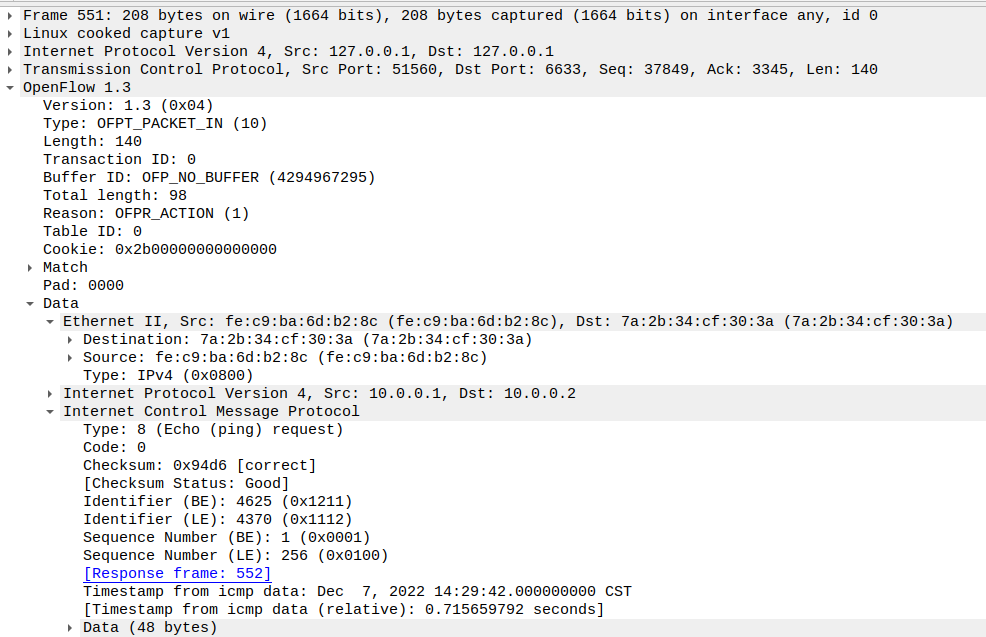 Frame 551: 208 bytes on wire (1664 bits), 208 bytes captured (1664 bits) on interface any, id 0
Linux cooked capture v1
Internet Protocol Version 4, Src: 127.0.0.1, Dst: 127.0.0.1
Transmission Control Protocol, Src Port: 51560, Dst Port: 6633, Seq: 37849, Ack: 3345, Len: 140
OpenFlow 1.3
Version: 1.3 (0x04)
Type: OFPT_PACKET_IN (10)
Length: 140
Transaction ID: 0
Buffer ID: OFP_NO_BUFFER (4294967295)
Total length: 98
Reason: OFPR_ACTION (1)
Table ID: 0
Cookie: 0x2b00000000000000
Match
Pad: 0000
Data
Ethernet II, Src: fe:c9:ba:6d:b2:8c (fe:c9:ba:6d:b2:8c), Dst: 7a:2b:34:cf:30:3a (7a:2b:34:cf:30:3a)
Destination: 7a:2b:34:cf:30:3a (7a:2b:34:cf:30:3a)
Source: fe:c9:ba:6d:b2:8c (fe:c9:ba:6d:b2:8c)
Type: IPv4 (0x0800)
Internet Protocol Version 4, Src: 10.0.0.1, Dst: 10.0.0.2
Internet Control Message Protocol
Type: 8 (Echo (ping) request)
Code: 0
Checksum: 0x94d6 [correct]
[Checksum Status: Good]
Identifier (BE): 4625 (0x1211)
Identifier (LE): 4370 (0x1112)
Sequence Number (BE): 1 (0x0001)
Sequence Number (LE): 256 (0x0100)
[Response frame: 552]
Timestamp from icmp data: Dec  7, 2022 14:29:42.000000000 CST
[Timestamp from icmp data (relative): 0.715659792 seconds]
Data (48 bytes)